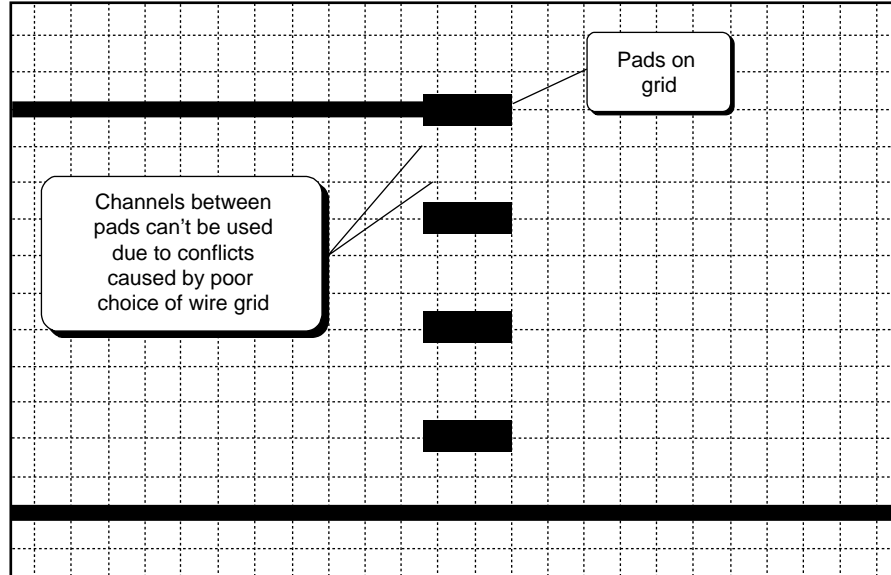 Pads on
grid
Channels between
pads can't be used
due to conflicts
caused by poor
choice of wire grid